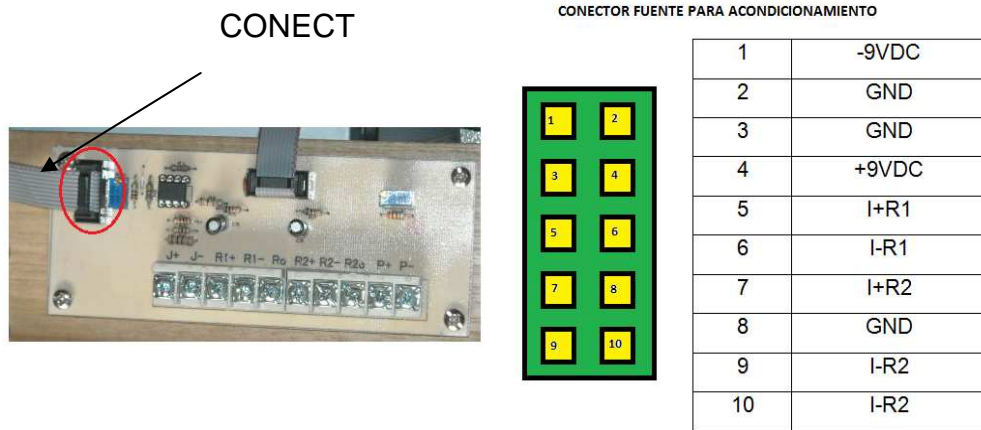 CONECT
CONECTOR FUENTE PARA ACONDICIONAMIENTO
J+ J- R1+ R1- Ro R2+ R2- R2o P+ P-
1 2
3 4
5 6
7 8
9 10
1 -9VDC
2 GND
3 GND
4 +9VDC
5 I+R1
6 I-R1
7 I+R2
8 GND
9 I-R2
10 I-R2